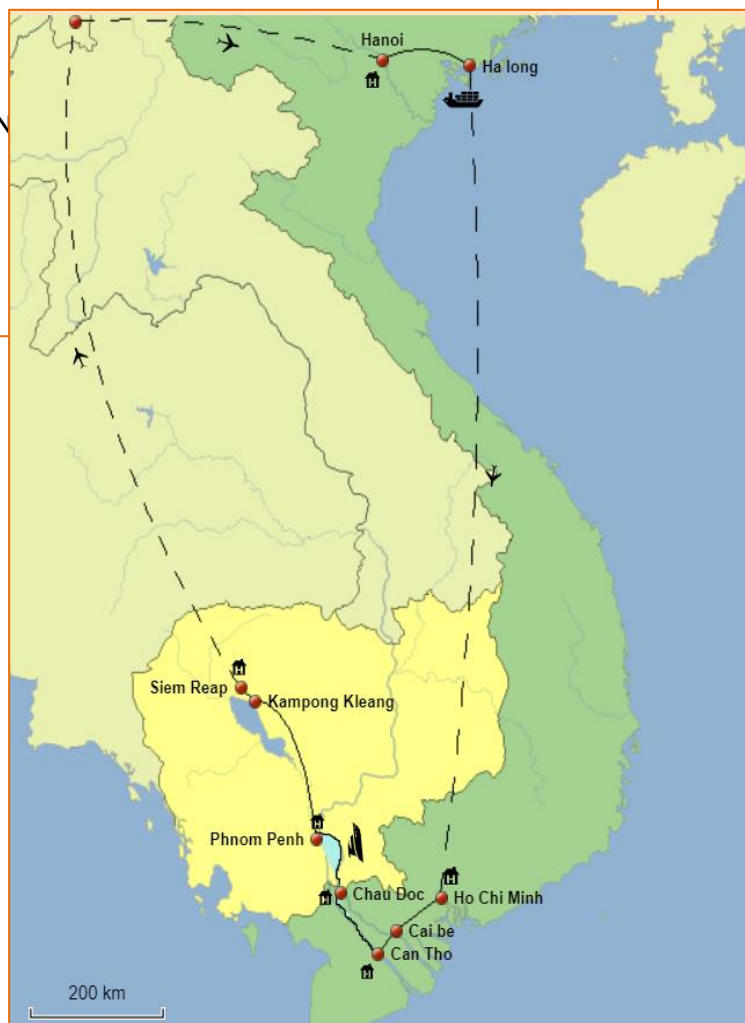 Hanoi
Ha long
Siem Reap
Kampong Kleang
Phnom Penh
Chau Doc
Ho Chi Minh
Cai be
Can Tho
200 km